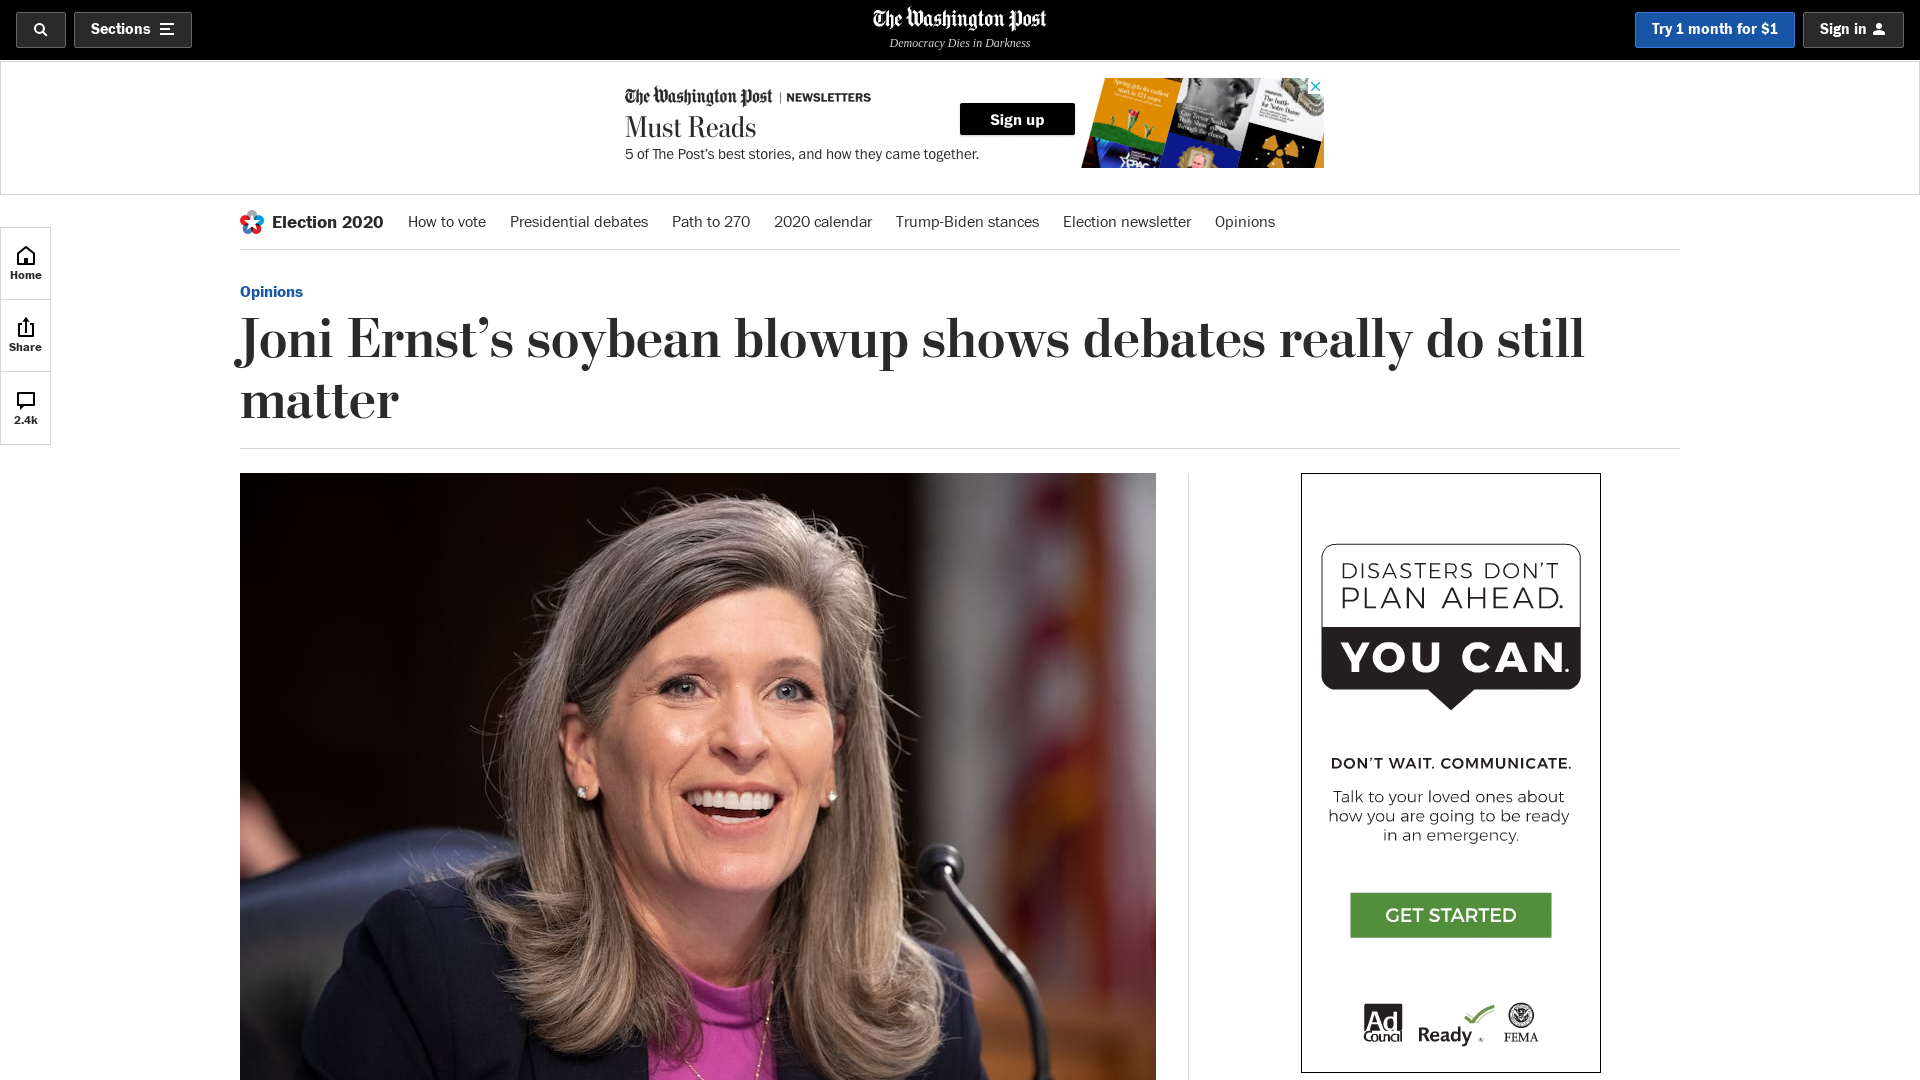 Sections
The Washington Post
Democracy Dies in Darkness
Try 1 month for $1
Sign in
The Washington Post | NEWSLETTERS
Must Reads
5 of The Post's best stories, and how they came together.
Sign up
Election 2020
How to vote
Presidential debates
Path to 270
2020 calendar
Trump-Biden stances
Election newsletter
Opinions
Home
Share
2.4k
Opinions
Joni Ernst’s soybean blowup shows debates really do still
matter
DISASTERS DON'T
PLAN AHEAD.
YOU CAN.
DON'T WAIT. COMMUNICATE.
Talk to your loved ones about
how you are going to be ready
in an emergency.
GET STARTED
Ad
Council
Ready
FEMA